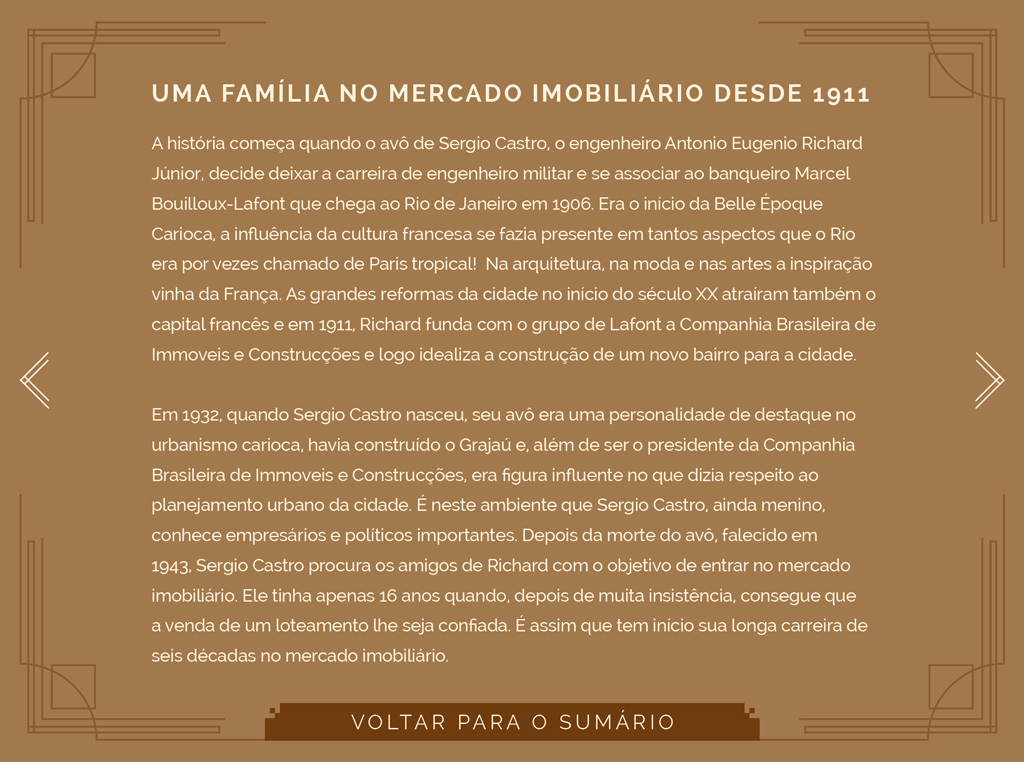 UMA FAMÍLIA NO MERCADO IMOBILIÁRIO DESDE 1911
A história começa quando o avô de Sergio Castro, o engenheiro Antonio Eugenio Richard
Júnior, decide deixar a carreira de engenheiro militar e se associar ao banqueiro Marcel
Bouilloux-Lafont que chega ao Rio de Janeiro em 1906. Era o início da Belle Époque
Carioca, a influência da cultura francesa se fazia presente em tantos aspectos que o Rio
era por vezes chamado de Paris tropical!  Na arquitetura, na moda e nas artes a inspiração
vinha da França. As grandes reformas da cidade no início do século XX atraíram também o
capital francês e em 1911, Richard funda com o grupo de Lafont a Companhia Brasileira de
Immoveis e Construcções e logo idealiza a construção de um novo bairro para a cidade.
Em 1932, quando Sergio Castro nasceu, seu avô era uma personalidade de destaque no
urbanismo carioca, havia construído o Grajaú e, além de ser o presidente da Companhia
Brasileira de Immoveis e Construcções, era figura influente no que dizia respeito ao
planejamento urbano da cidade. É neste ambiente que Sergio Castro, ainda menino,
conhece empresários e políticos importantes. Depois da morte do avô, falecido em
1943, Sergio Castro procura os amigos de Richard com o objetivo de entrar no mercado
imobiliário. Ele tinha apenas 16 anos quando, depois de muita insistência, consegue que
a venda de um loteamento lhe seja confiada. É assim que tem início sua longa carreira de
seis décadas no mercado imobiliário.
VOLTAR PARA O SUMÁRIO